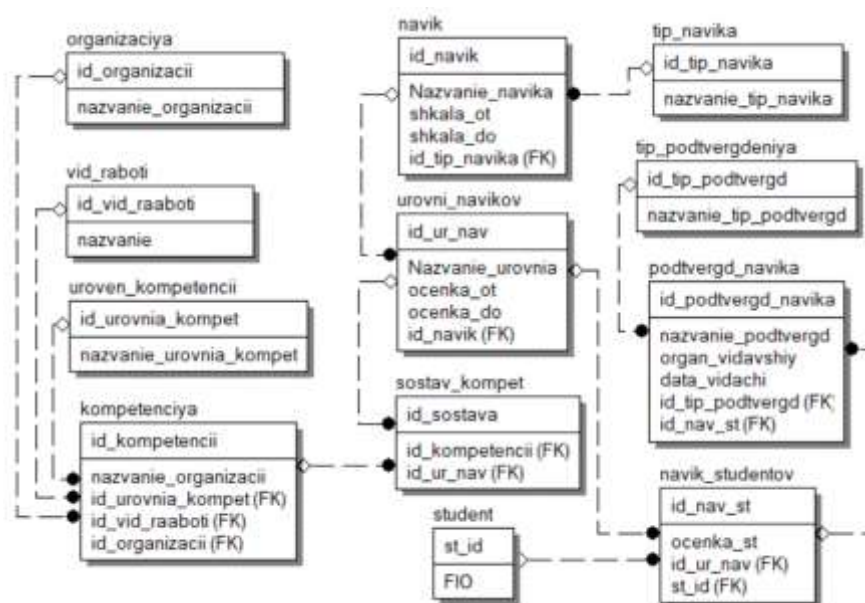 organizaciya
id_organizacii
nazvanie_organizacii
vid_raboti
id_vid_raaboti
nazvanie
uroven_kompetencii
id_urovnia_kompet
nazvanie_urovnia_kompet
kompetenciya
id_kompetencii
nazvanie_organizacii
id_urovnia_kompet (FK)
id_vid_raaboti (FK)
id_organizacii (FK)
navik
id_navik
Nazvanie_navika
shkala_ot
shkala_do
id_tip_navika (FK)
urovni_navikov
id_ur_nav
Nazvanie_urovnia
ocenka_ot
ocenka_do
id_navik (FK)
sostav_kompet
id_sostava
id_kompetencii (FK)
id_ur_nav (FK)
student
st_id
FIO
tip_navika
id_tip_navika
nazvanie_tip_navika
tip_podtvergdeniya
id_tip_podtvergd
nazvanie_tip_podtvergd
podtvergd_navika
id_podtvergd_navika
nazvanie_podtvergd
organ_vidavshiy
data_vidachi
id_tip_podtvergd (FK)
id_nav_st (FK)
navik_studentov
id_nav_st
ocenka_st
id_ur_nav (FK)
st_id (FK)